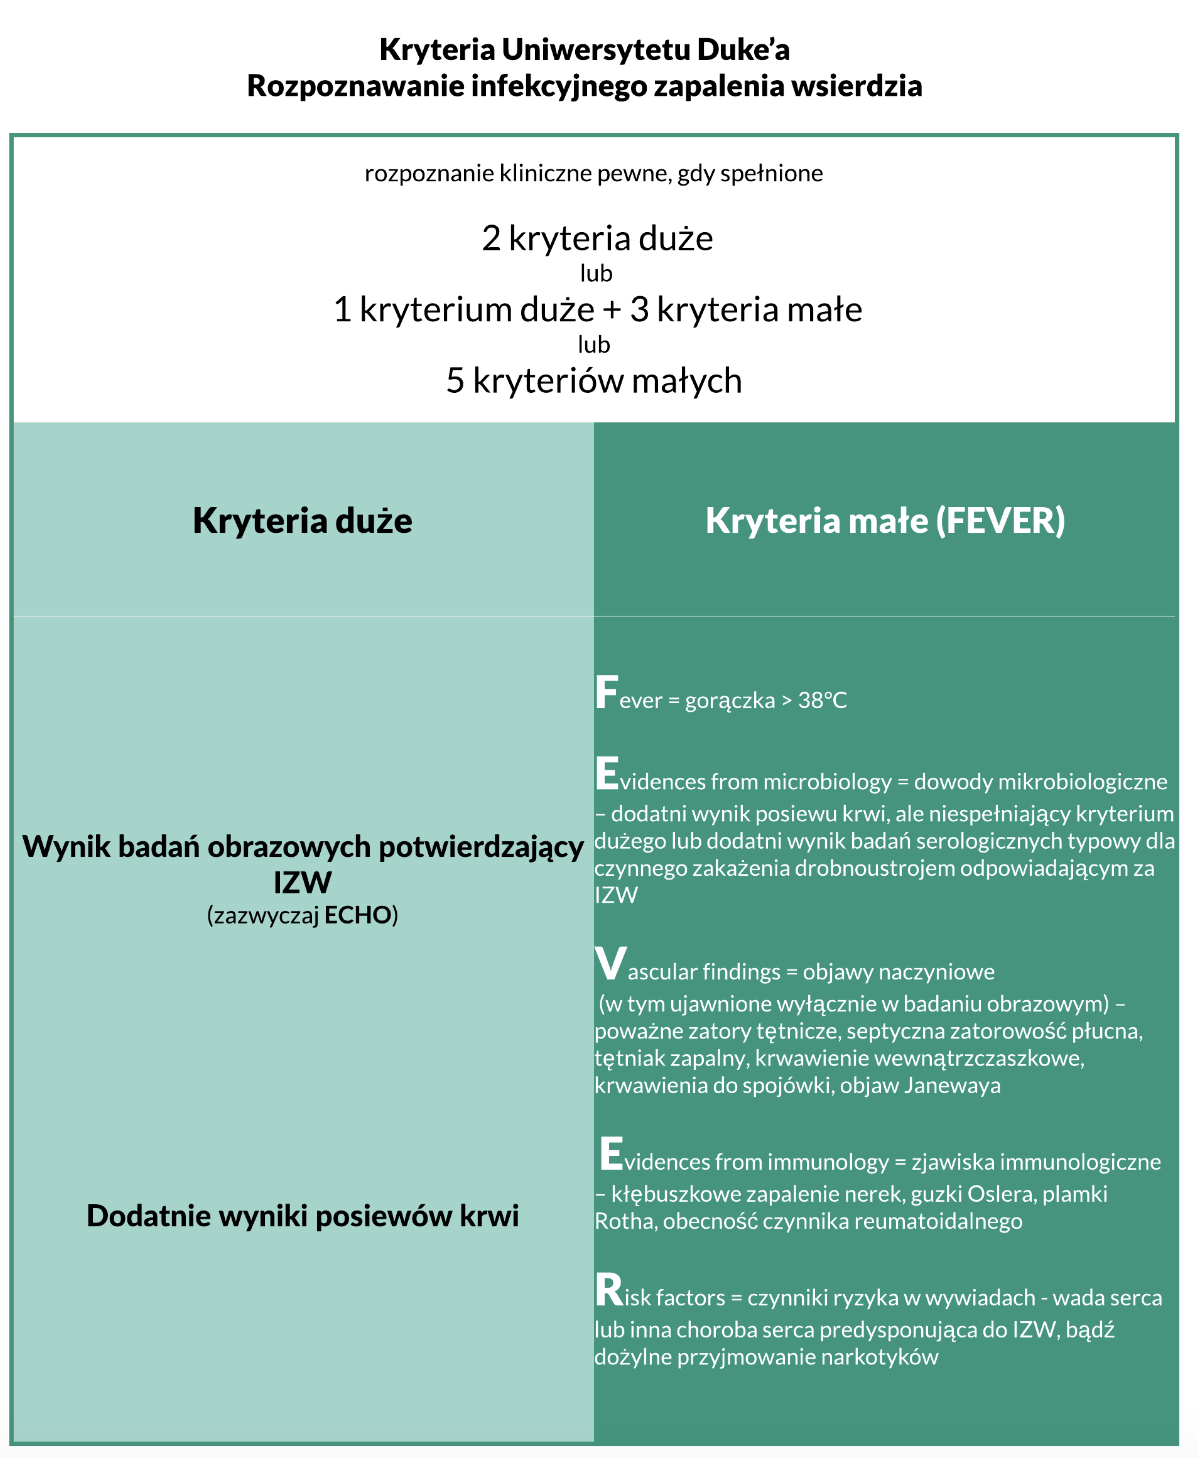 Kryteria Uniwersytetu Duke’a
Rozpoznawanie infekcyjnego zapalenia wsierdzia
rozpoznanie kliniczne pewne, gdy spełnione
2 kryteria duże
lub
1 kryterium duże + 3 kryteria małe
lub
5 kryteriów małych
Kryteria duże
Kryteria małe (FEVER)
Wynik badań obrazowych potwierdzający
IZW
(zazwyczaj ECHO)
Dodatnie wyniki posiewów krwi
Fever = gorączka > 38°C
Evidences from microbiology = dowody mikrobiologiczne
– dodatni wynik posiewu krwi, ale niespełniający kryterium
dużego lub dodatni wynik badań serologicznych typowy dla
czynnego zakażenia drobnoustrojem odpowiadającym za
IZW
Vascular findings = objawy naczyniowe
(w tym ujawnione wyłącznie w badaniu obrazowym) –
poważne zatory tętnicze, septyczna zatorowość płucna,
tętniak zapalny, krwawienie wewnątrzczaszkowe,
krwawienia do spojówki, objaw Janewaya
Evidences from immunology = zjawiska immunologiczne
– kłębuszkowe zapalenie nerek, guzki Oslera, plamki
Rotha, obecność czynnika reumatoidalnego
Risk factors = czynniki ryzyka w wywiadach - wada serca
lub inna choroba serca predysponująca do IZW, bądź
dożylne przyjmowanie narkotyków